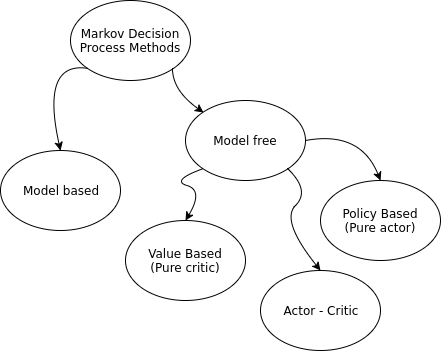 Markov Decision
Process Methods
Model free
Model based
Policy Based
(Pure actor)
Value Based
(Pure critic)
Actor - Critic